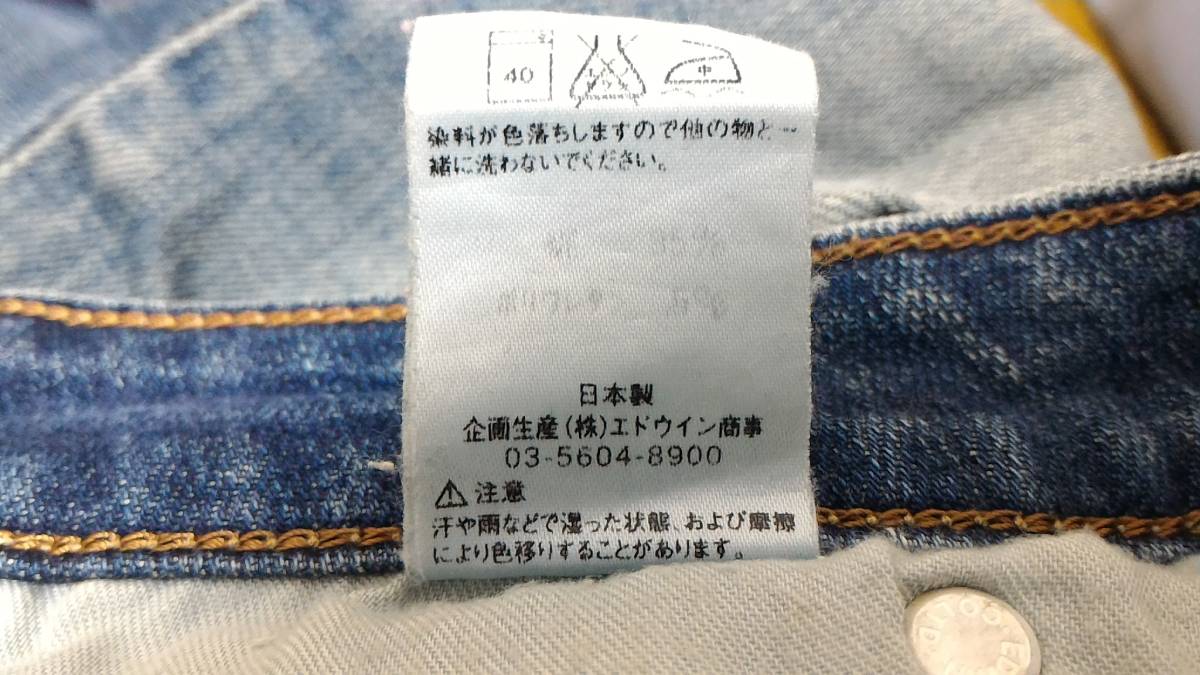 40
中
染料が色落ちしますので他の物と一
緒に洗わないでください。
日本製
企画生産(株)エドウイン商事
03-5604-8900
注意
汗や雨などで湿った状態、および摩擦
により色移りすることがあります。